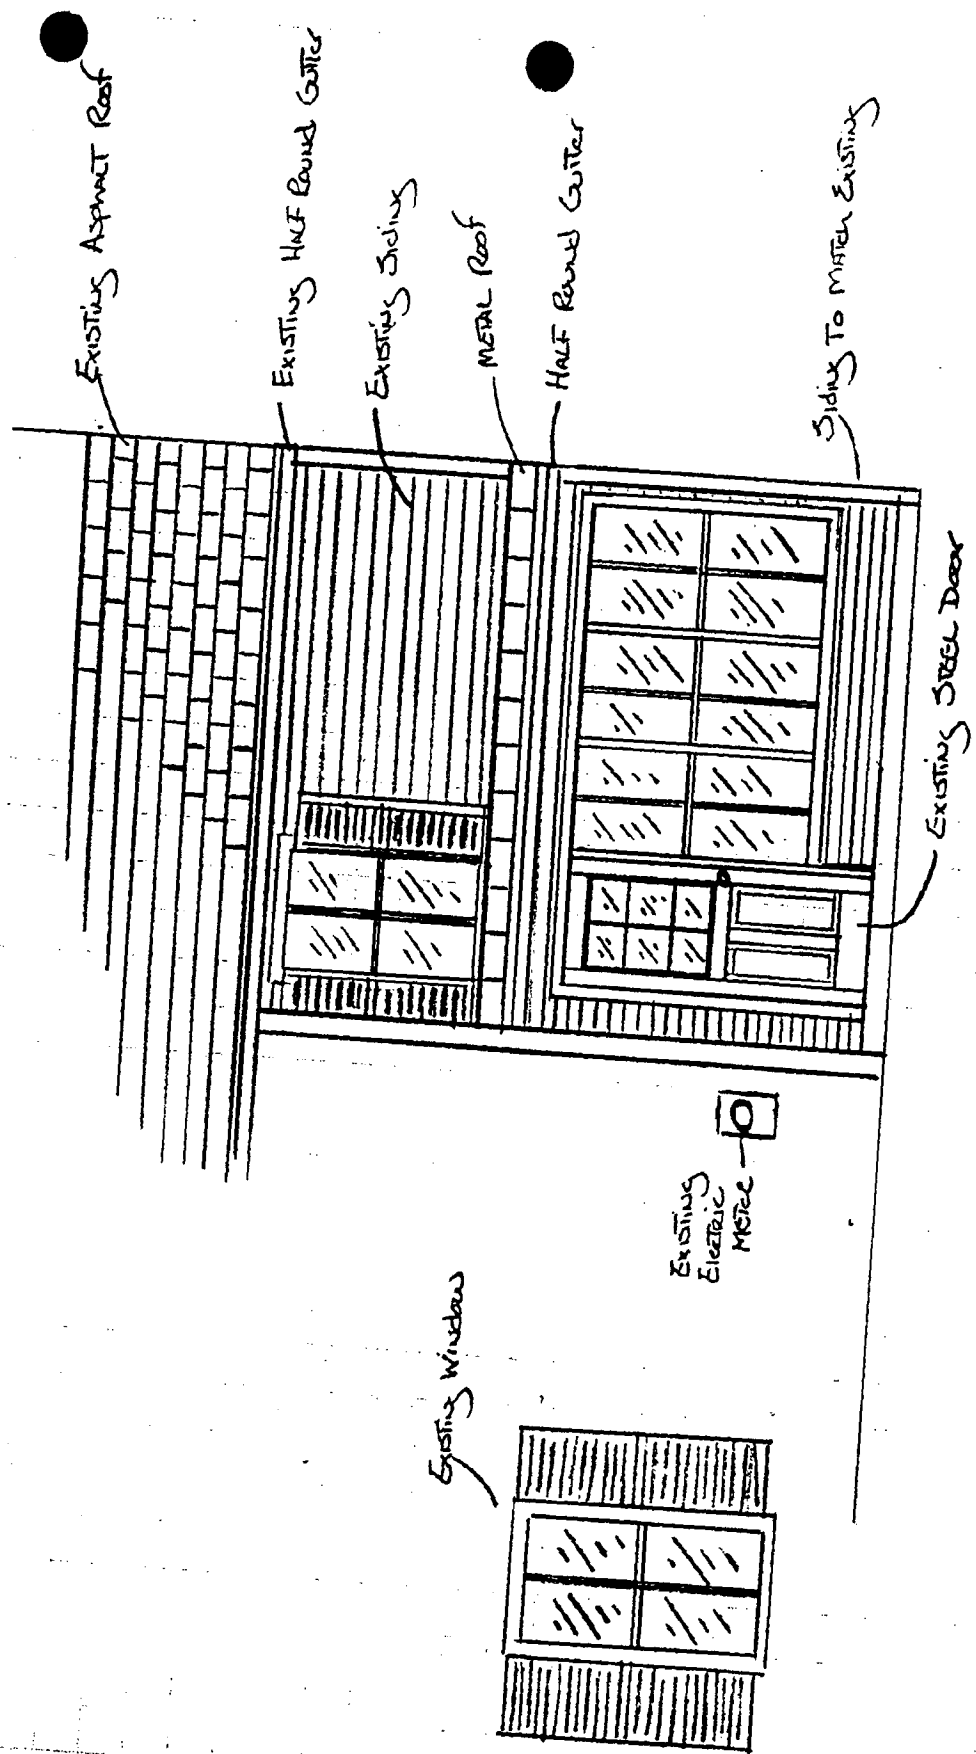 Existing Asphalt Roof
Existing Half Round Gutter
Existing Siding
Metal Roof
Half Round Gutter
Siding To Match Existing
Existing Steel Door
Existing
Electric
Meter
Existing Window